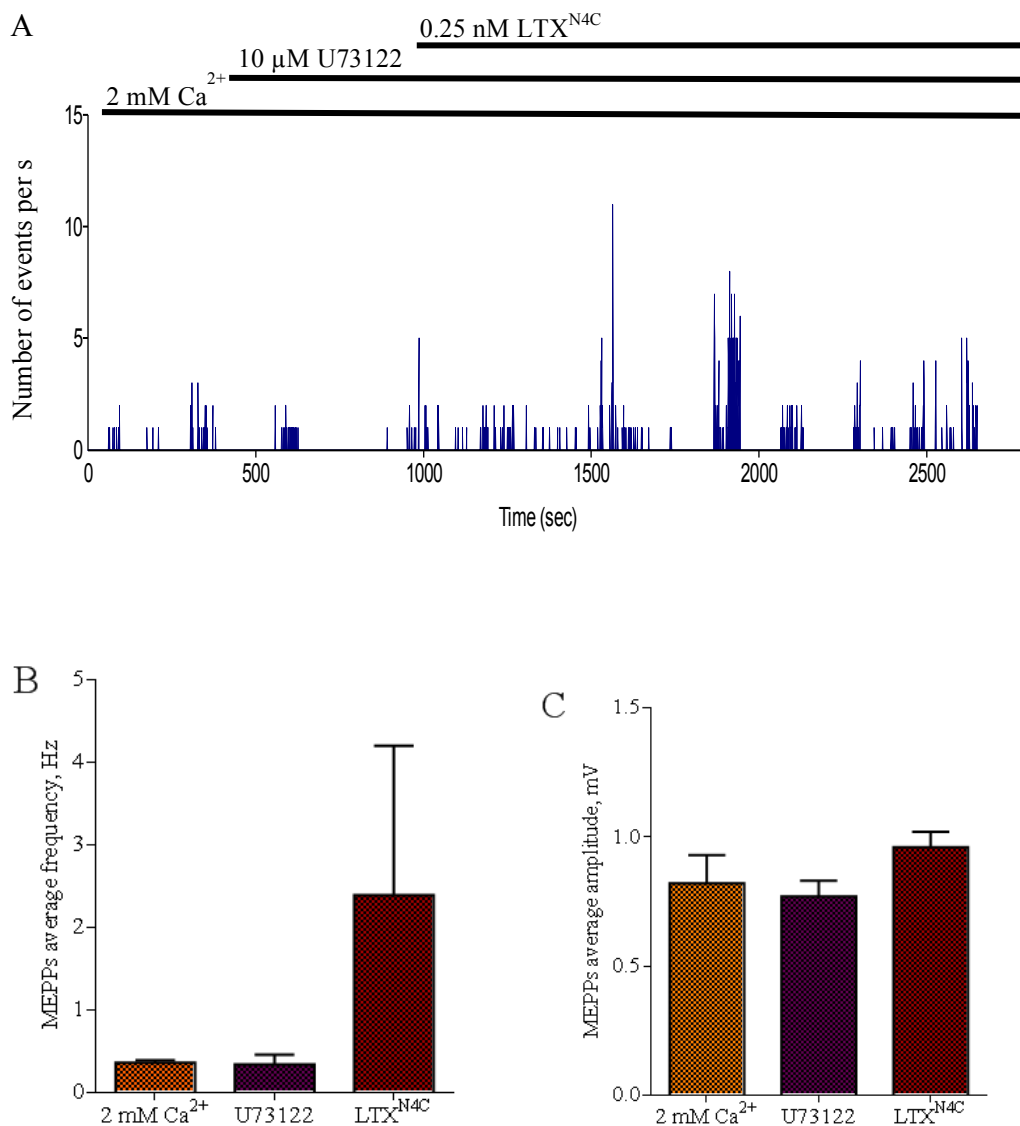 A
0.25 nM LTX^N4C
10 µM U73122
2 mM Ca^2+
15
10
5
0
Number of events per s
0 500 1000 1500 2000 2500
Time (sec)
B
5
4
3
2
1
0
MEPPs average frequency, Hz
2 mM Ca^2+ U73122 LTX^N4C
C
1.5
1.0
0.5
0.0
MEPPs average amplitude, mV
2 mM Ca^2+ U73122 LTX^N4C